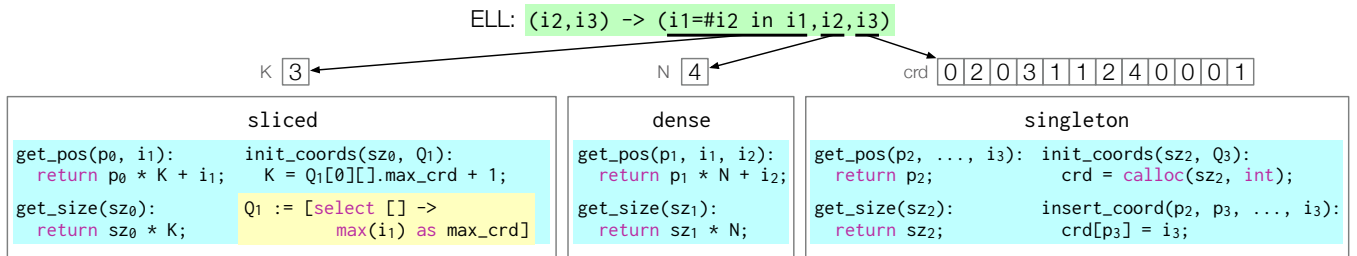 ELL: (i2,i3) -> (i1=#i2 in i1,i2,i3)
K 3
N 4
crd 0 2 0 3 1 1 2 4 0 0 0 1
sliced
get_pos(p₀, i₁):
  return p₀ * K + i₁;
get_size(sz₀):
  return sz₀ * K;
init_coords(sz₀, Q₁):
  K = Q₁[0][].max_crd + 1;
Q₁ := [select [] ->
  max(i₁) as max_crd]
dense
get_pos(p₁, i₁, i₂):
  return p₁ * N + i₂;
get_size(sz₁):
  return sz₁ * N;
singleton
get_pos(p₂, ..., i₃):
  return p₂;
get_size(sz₂):
  return sz₂;
init_coords(sz₂, Q₃):
  crd = calloc(sz₂, int);
insert_coord(p₂, p₃, ..., i₃):
  crd[p₃] = i₃;